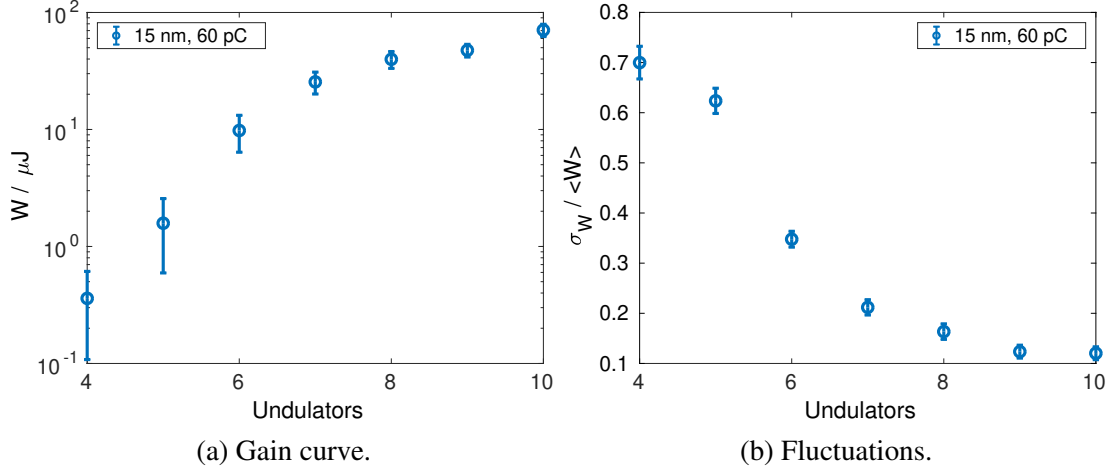 10^2
15 nm, 60 pC
10^1
W / μJ
10^0
10^-1
4
6
8
10
Undulators
(a) Gain curve.
0.8
15 nm, 60 pC
0.7
0.6
0.5
σ_W / <W>
0.4
0.3
0.2
0.1
4
6
8
10
Undulators
(b) Fluctuations.